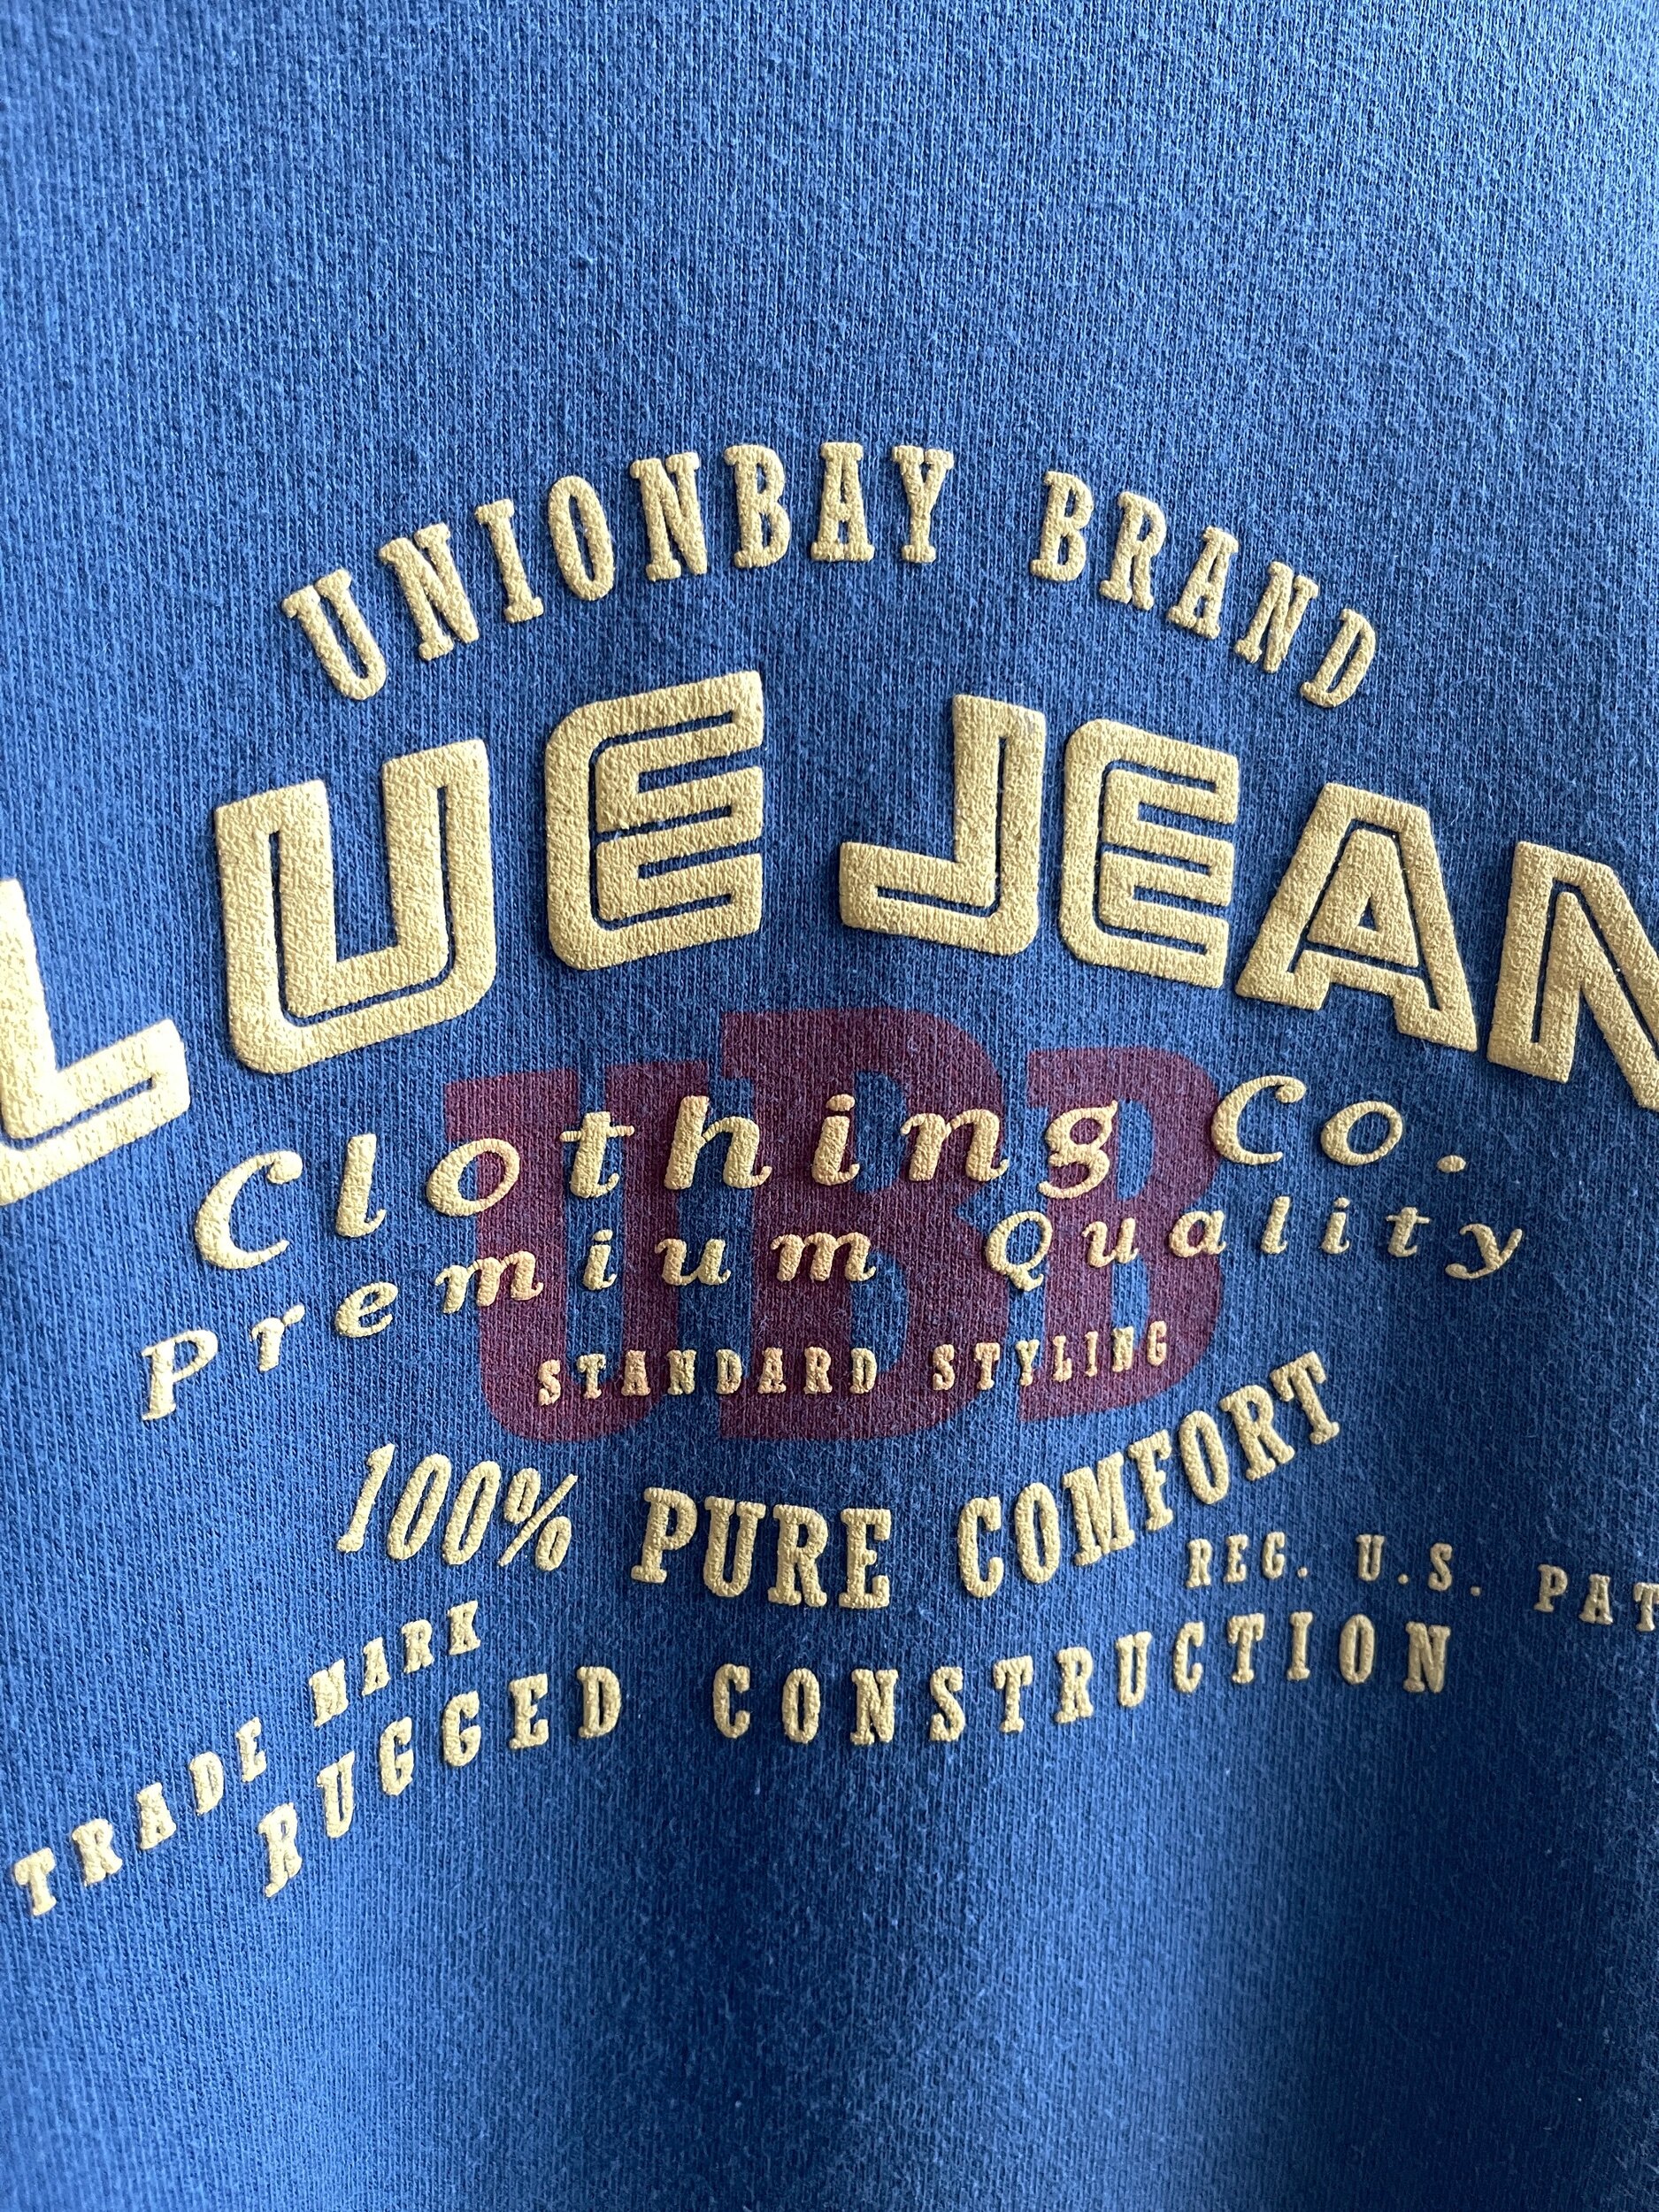 UNIONBAY BRAND
LUE JEAN
UBB
Clothing Co.
Premium Quality
STANDARD STYLING
100% PURE COMFORT
TRADE MARK
REG. U.S. PAT
RUGGED CONSTRUCTION